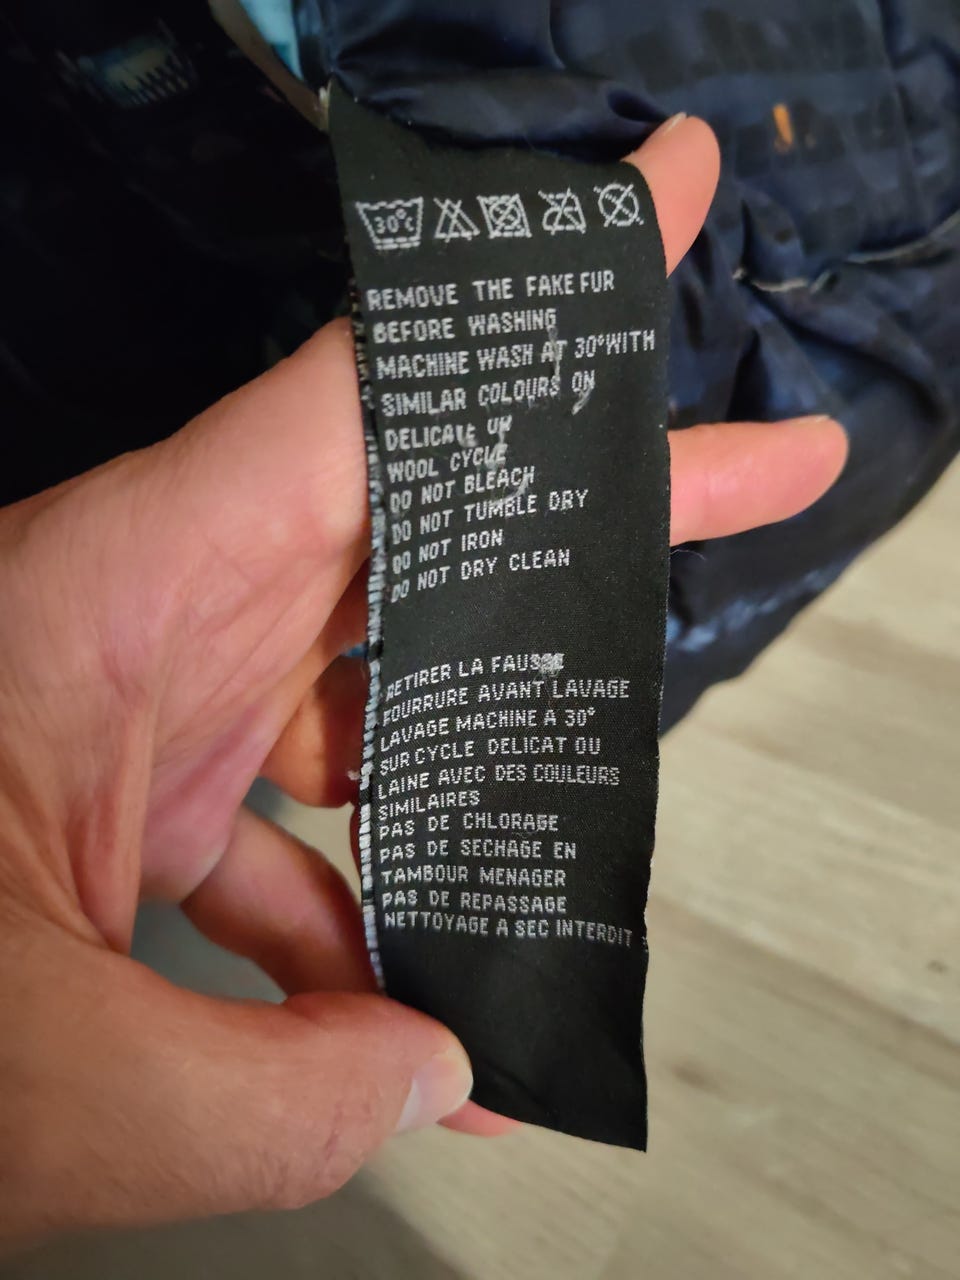 30°C
REMOVE THE FAKE FUR
BEFORE WASHING
MACHINE WASH AT 30° WITH
SIMILAR COLOURS ON
DELICATE OR
WOOL CYCLE
DO NOT BLEACH
DO NOT TUMBLE DRY
DO NOT IRON
DO NOT DRY CLEAN
RETIRER LA FAUSSE
FOURRURE AVANT LAVAGE
LAVAGE MACHINE A 30°
SUR CYCLE DELICAT OU
LAINE AVEC DES COULEURS
SIMILAIRES
PAS DE CHLORAGE
PAS DE SECHAGE EN
TAMBOUR MENAGER
PAS DE REPASSAGE
NETTOYAGE A SEC INTERDIT